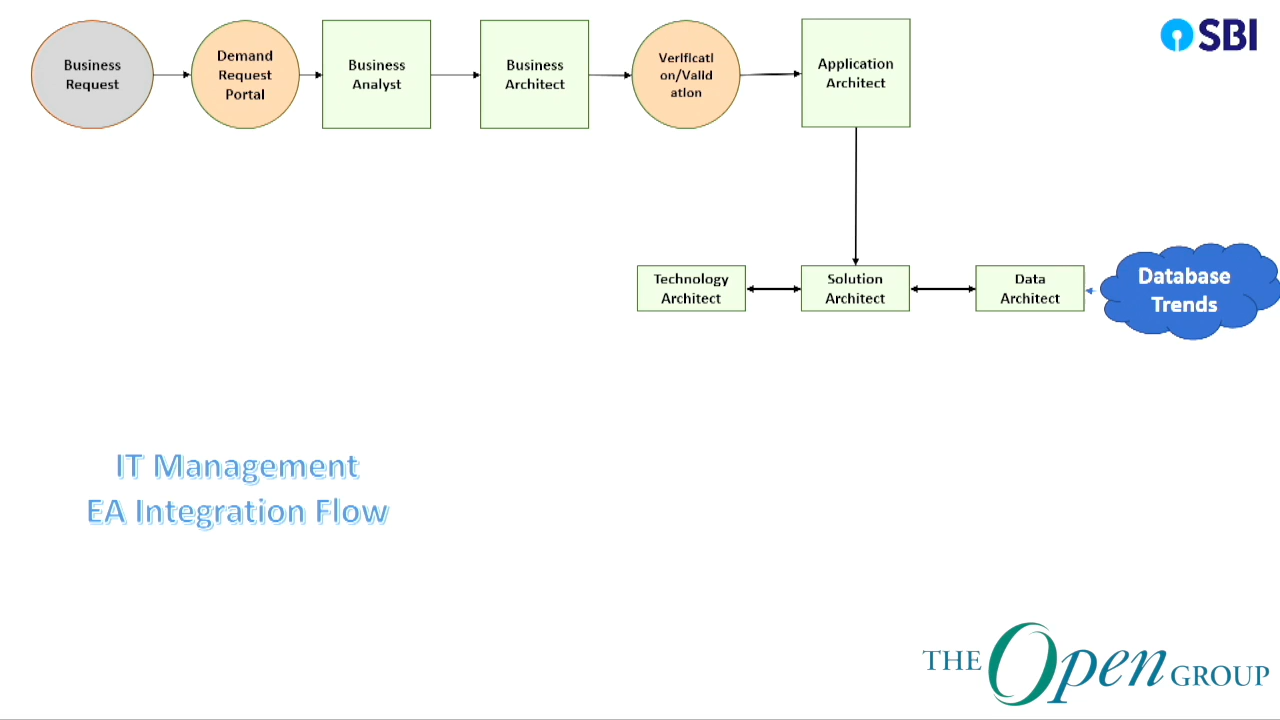 Business
Request
Demand
Request
Portal
Business
Analyst
Business
Architect
Verificati
on/Valid
ation
Application
Architect
SBI
Technology
Architect
Solution
Architect
Data
Architect
Database
Trends
IT Management
EA Integration Flow
THE Open GROUP